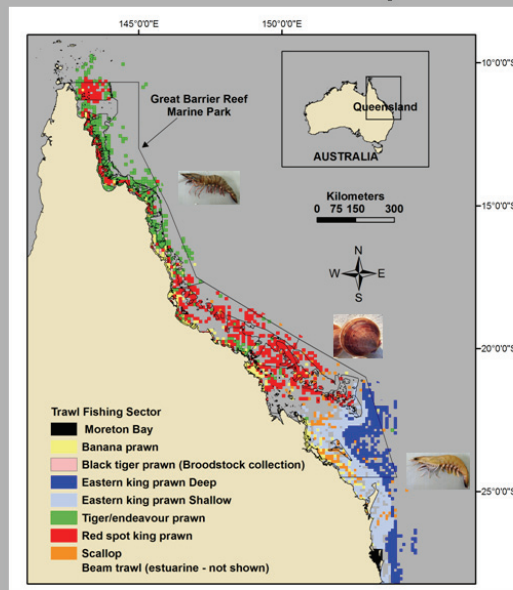 145°0'0"E
150°0'0"E
10°0'0"S
15°0'0"S
20°0'0"S
25°0'0"S
Great Barrier Reef
Marine Park
Queensland
AUSTRALIA
Kilometers
0 75 150 300
N
W E
S
Trawl Fishing Sector
Moreton Bay
Banana prawn
Black tiger prawn (Broodstock collection)
Eastern king prawn Deep
Eastern king prawn Shallow
Tiger/endeavour prawn
Red spot king prawn
Scallop
Beam trawl (estuarine - not shown)